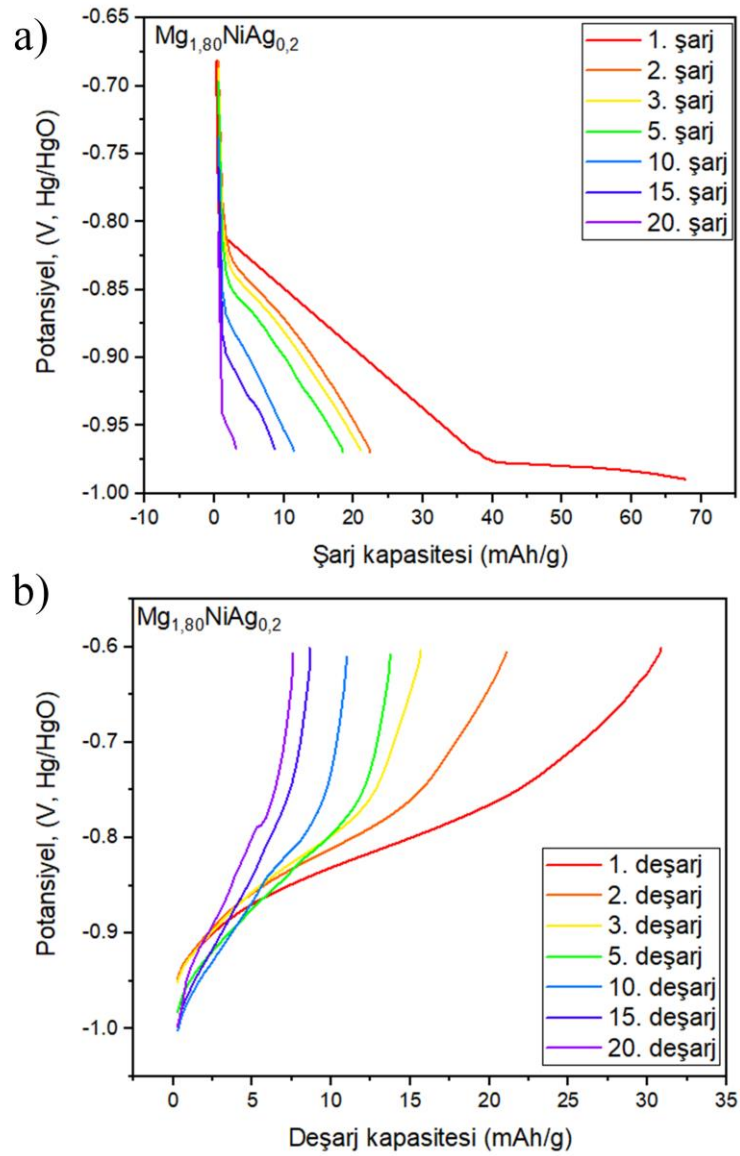 a)
Mg1,80NiAg0,2
1. şarj
2. şarj
3. şarj
5. şarj
10. şarj
15. şarj
20. şarj
-0.65
-0.70
-0.75
-0.80
-0.85
-0.90
-0.95
-1.00
Potansiyel, (V, Hg/HgO)
-10 0 10 20 30 40 50 60 70
Şarj kapasitesi (mAh/g)
b)
Mg1,80NiAg0,2
-0.6
-0.7
-0.8
-0.9
-1.0
Potansiyel, (V, Hg/HgO)
1. deşarj
2. deşarj
3. deşarj
5. deşarj
10. deşarj
15. deşarj
20. deşarj
0 5 10 15 20 25 30 35
Deşarj kapasitesi (mAh/g)